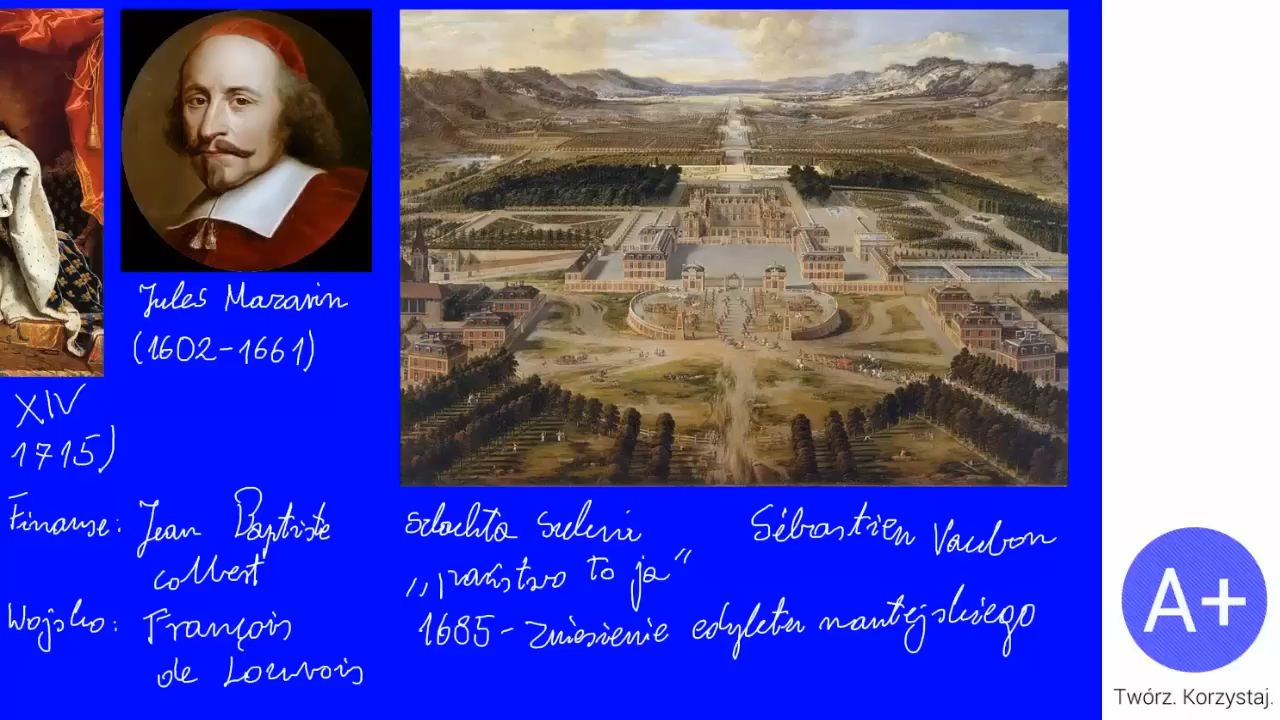 Jules Mazarin
(1602-1661)
XIV
1715)
Finanse: Jean Baptiste
Colbert
Wojsko: François
de Louvois
szlachta sukni
„państwo to ja”
1685 - zniesienie edyktu nantejskiego
Sébastien Vauban
A+
Twórz. Korzystaj.